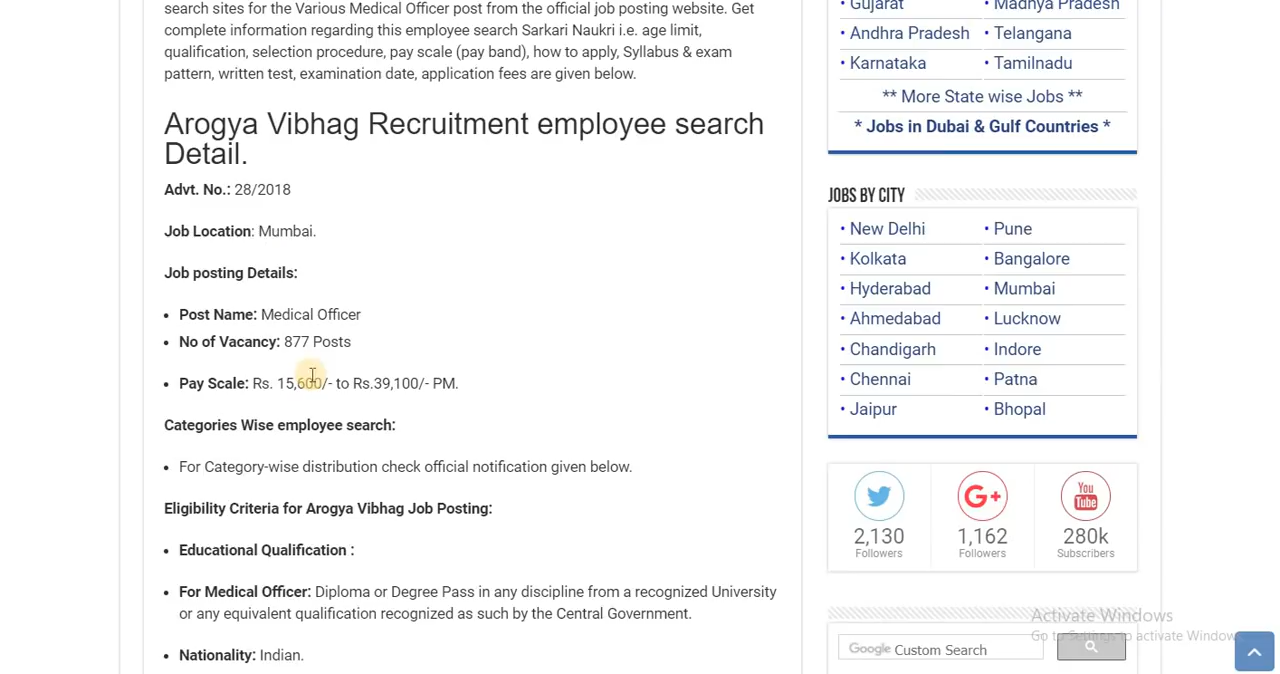 search sites for the Various Medical Officer post from the official job posting website. Get
complete information regarding this employee search Sarkari Naukri i.e. age limit,
qualification, selection procedure, pay scale (pay band), how to apply, Syllabus & exam
pattern, written test, examination date, application fees are given below.
Arogya Vibhag Recruitment employee search
Detail.
Advt. No.: 28/2018
Job Location: Mumbai.
Job posting Details:
• Post Name: Medical Officer
• No of Vacancy: 877 Posts
• Pay Scale: Rs. 15,600/- to Rs.39,100/- PM.
Categories Wise employee search:
• For Category-wise distribution check official notification given below.
Eligibility Criteria for Arogya Vibhag Job Posting:
• Educational Qualification :
• For Medical Officer: Diploma or Degree Pass in any discipline from a recognized University
or any equivalent qualification recognized as such by the Central Government.
• Nationality: Indian.
• Gujarat • Madhya Pradesh
• Andhra Pradesh • Telangana
• Karnataka • Tamilnadu
** More State wise Jobs **
* Jobs in Dubai & Gulf Countries *
JOBS BY CITY
• New Delhi • Pune
• Kolkata • Bangalore
• Hyderabad • Mumbai
• Ahmedabad • Lucknow
• Chandigarh • Indore
• Chennai • Patna
• Jaipur • Bhopal
G+ You Tube
2,130 1,162 280k
Followers Followers Subscribers
Activate Windows
Go to Settings to activate Windows.
Google Custom Search